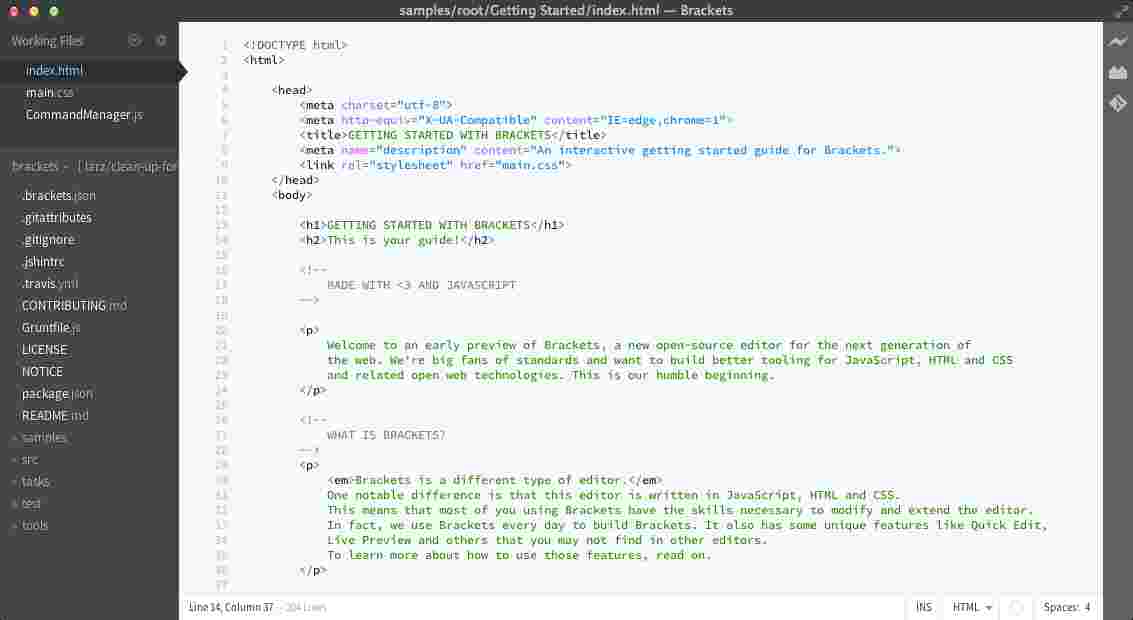 samples/root/Getting Started/index.html — Brackets
Working Files
index.html
main.css
CommandManager.js
brackets
.brackets.json
.gitattributes
.gitignore
.jshintrc
.travis.yml
CONTRIBUTING.md
Gruntfile.js
LICENSE
NOTICE
package.json
README.md
samples
src
tasks
test
tools
1 <!DOCTYPE html>
2 <html>
3
4 <head>
5 <meta charset="utf-8">
6 <meta http-equiv="X-UA-Compatible" content="IE=edge,chrome=1">
7 <title>GETTING STARTED WITH BRACKETS</title>
8 <meta name="description" content="An interactive getting started guide for Brackets.">
9 <link rel="stylesheet" href="main.css">
10 </head>
11 <body>
12
13 <h1>GETTING STARTED WITH BRACKETS</h1>
14 <h2>This is your guide!</h2>
15
16 <!--
17 MADE WITH <3 AND JAVASCRIPT
18 -->
19
20 <p>
21 Welcome to an early preview of Brackets, a new open-source editor for the next generation of
22 the web. We're big fans of standards and want to build better tooling for JavaScript, HTML and CSS
23 and related open web technologies. This is our humble beginning.
24 </p>
25
26 <!--
27 WHAT IS BRACKETS?
28 -->
29 <p>
30 <em>Brackets is a different type of editor.</em>
31 One notable difference is that this editor is written in JavaScript, HTML and CSS.
32 This means that most of you using Brackets have the skills necessary to modify and extend the editor.
33 In fact, we use Brackets every day to build Brackets. It also has some unique features like Quick Edit,
34 Live Preview and others that you may not find in other editors.
35 To learn more about how to use those features, read on.
36 </p>
37
Line 14, Column 37 — 204 Lines
INS
HTML
Spaces: 4